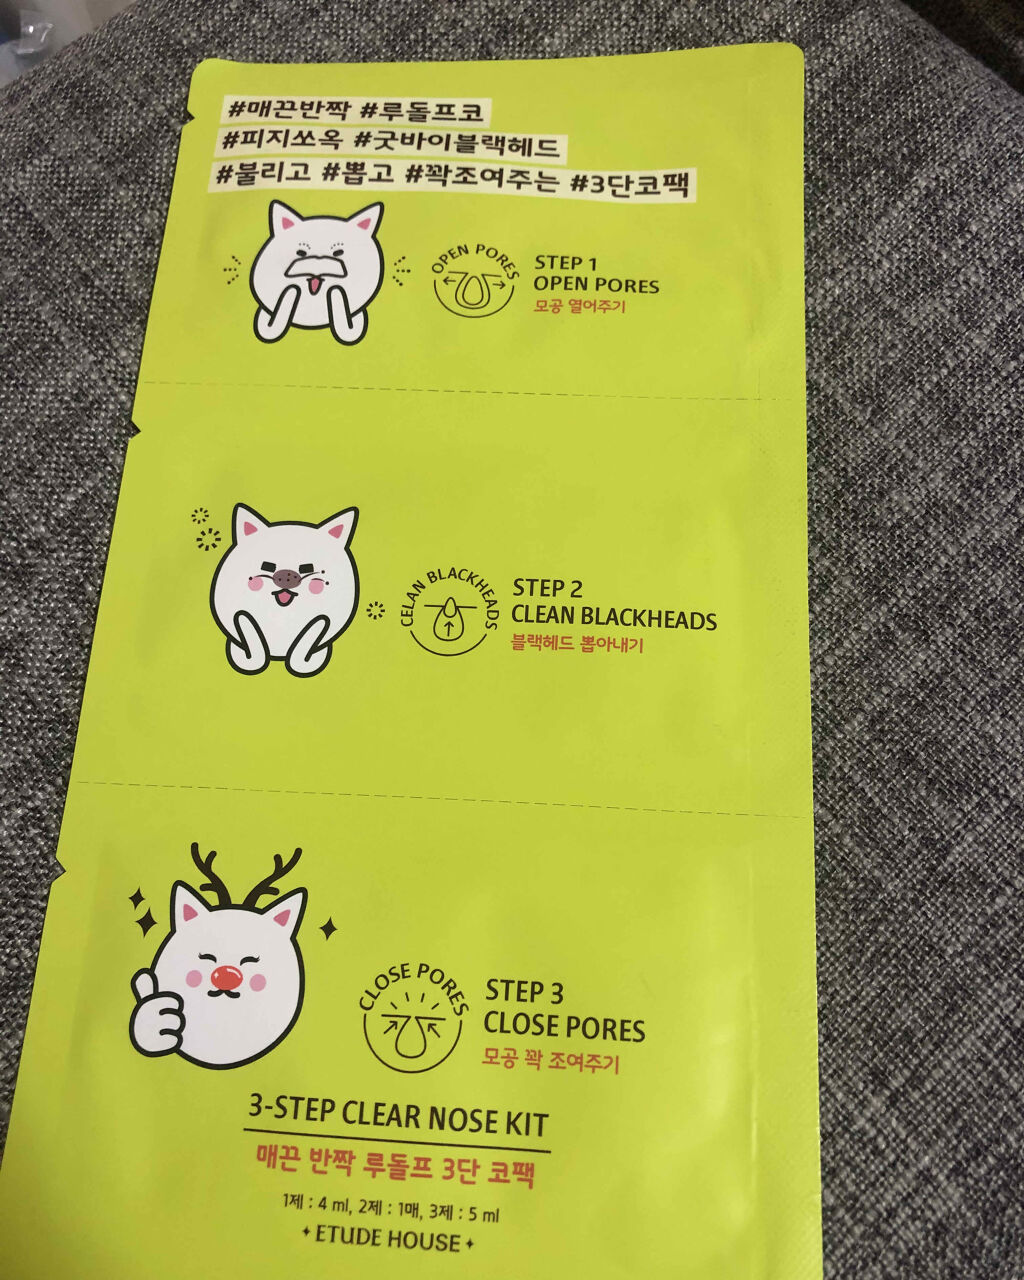 #매끈반짝 #루돌프코
#피지쏘옥 #굿바이블랙헤드
#불리고 #뽑고 #꽉조여주는 #3단코팩
OPEN PORES
STEP 1
OPEN PORES
모공 열어주기
CELAN BLACKHEADS
STEP 2
CLEAN BLACKHEADS
블랙헤드 뽑아내기
CLOSE PORES
STEP 3
CLOSE PORES
모공 꽉 조여주기
3-STEP CLEAR NOSE KIT
매끈 반짝 루돌프 3단 코팩
1제 : 4 ml, 2제 : 1매, 3제 : 5 ml
ETUDE HOUSE